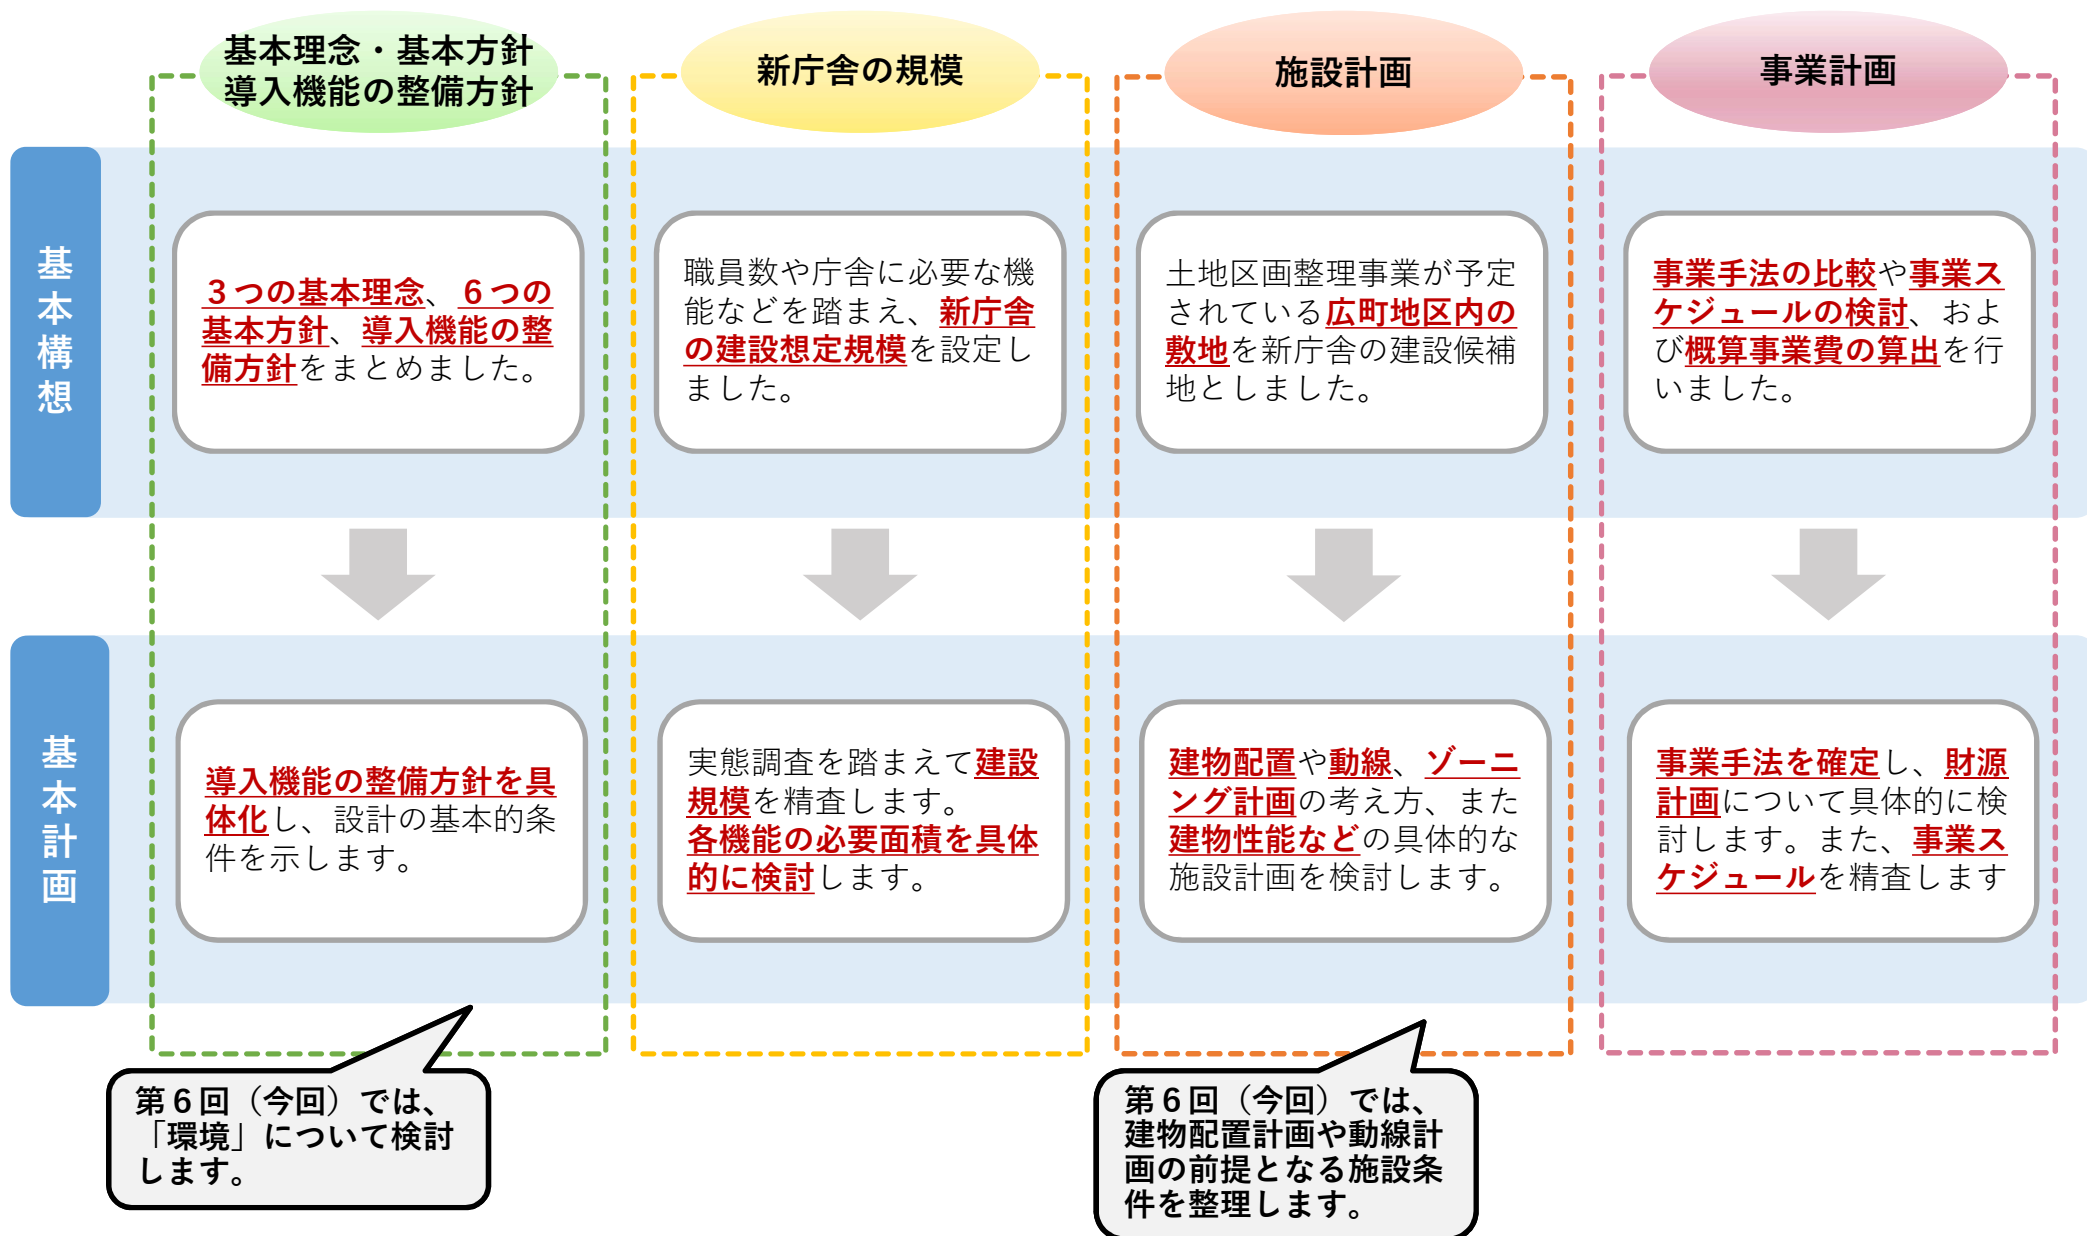 基本理念・基本方針
導入機能の整備方針
新庁舎の規模
施設計画
事業計画
基本構想
３つの基本理念、６つの
基本方針、導入機能の整
備方針をまとめました。
職員数や庁舎に必要な機
能などを踏まえ、新庁舎
の建設想定規模を設定し
ました。
土地区画整理事業が予定
されている広町地区内の
敷地を新庁舎の建設候補
地としました。
事業手法の比較や事業ス
ケジュールの検討、およ
び概算事業費の算出を行
いました。
基本計画
導入機能の整備方針を具
体化し、設計の基本的条
件を示します。
実態調査を踏まえて建設
規模を精査します。
各機能の必要面積を具体
的に検討します。
建物配置や動線、ゾーニ
ング計画の考え方、また
建物性能などの具体的な
施設計画を検討します。
事業手法を確定し、財源
計画について具体的に検
討します。また、事業ス
ケジュールを精査します
第６回（今回）では、
「環境」について検討
します。
第６回（今回）では、
建物配置計画や動線計
画の前提となる施設条
件を整理します。